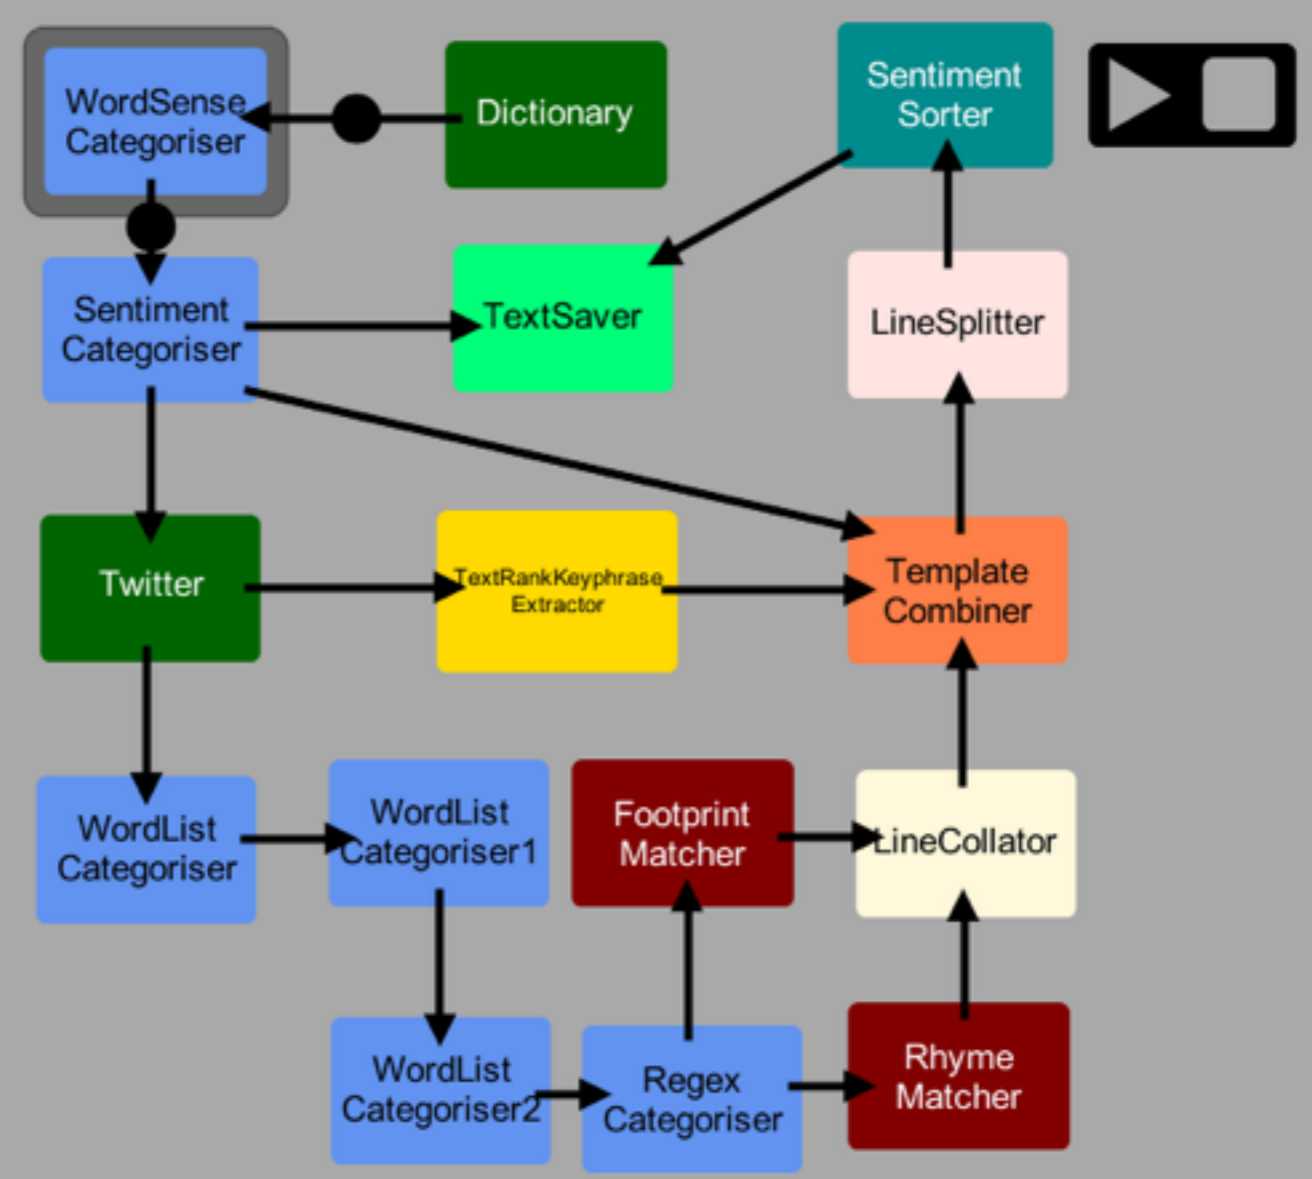 WordSense
Categoriser
Dictionary
Sentiment
Sorter
Sentiment
Categoriser
TextSaver
LineSplitter
Twitter
TextRankKeyphrase
Extractor
Template
Combiner
WordList
Categoriser
WordList
Categoriser1
Footprint
Matcher
LineCollator
WordList
Categoriser2
Regex
Categoriser
Rhyme
Matcher